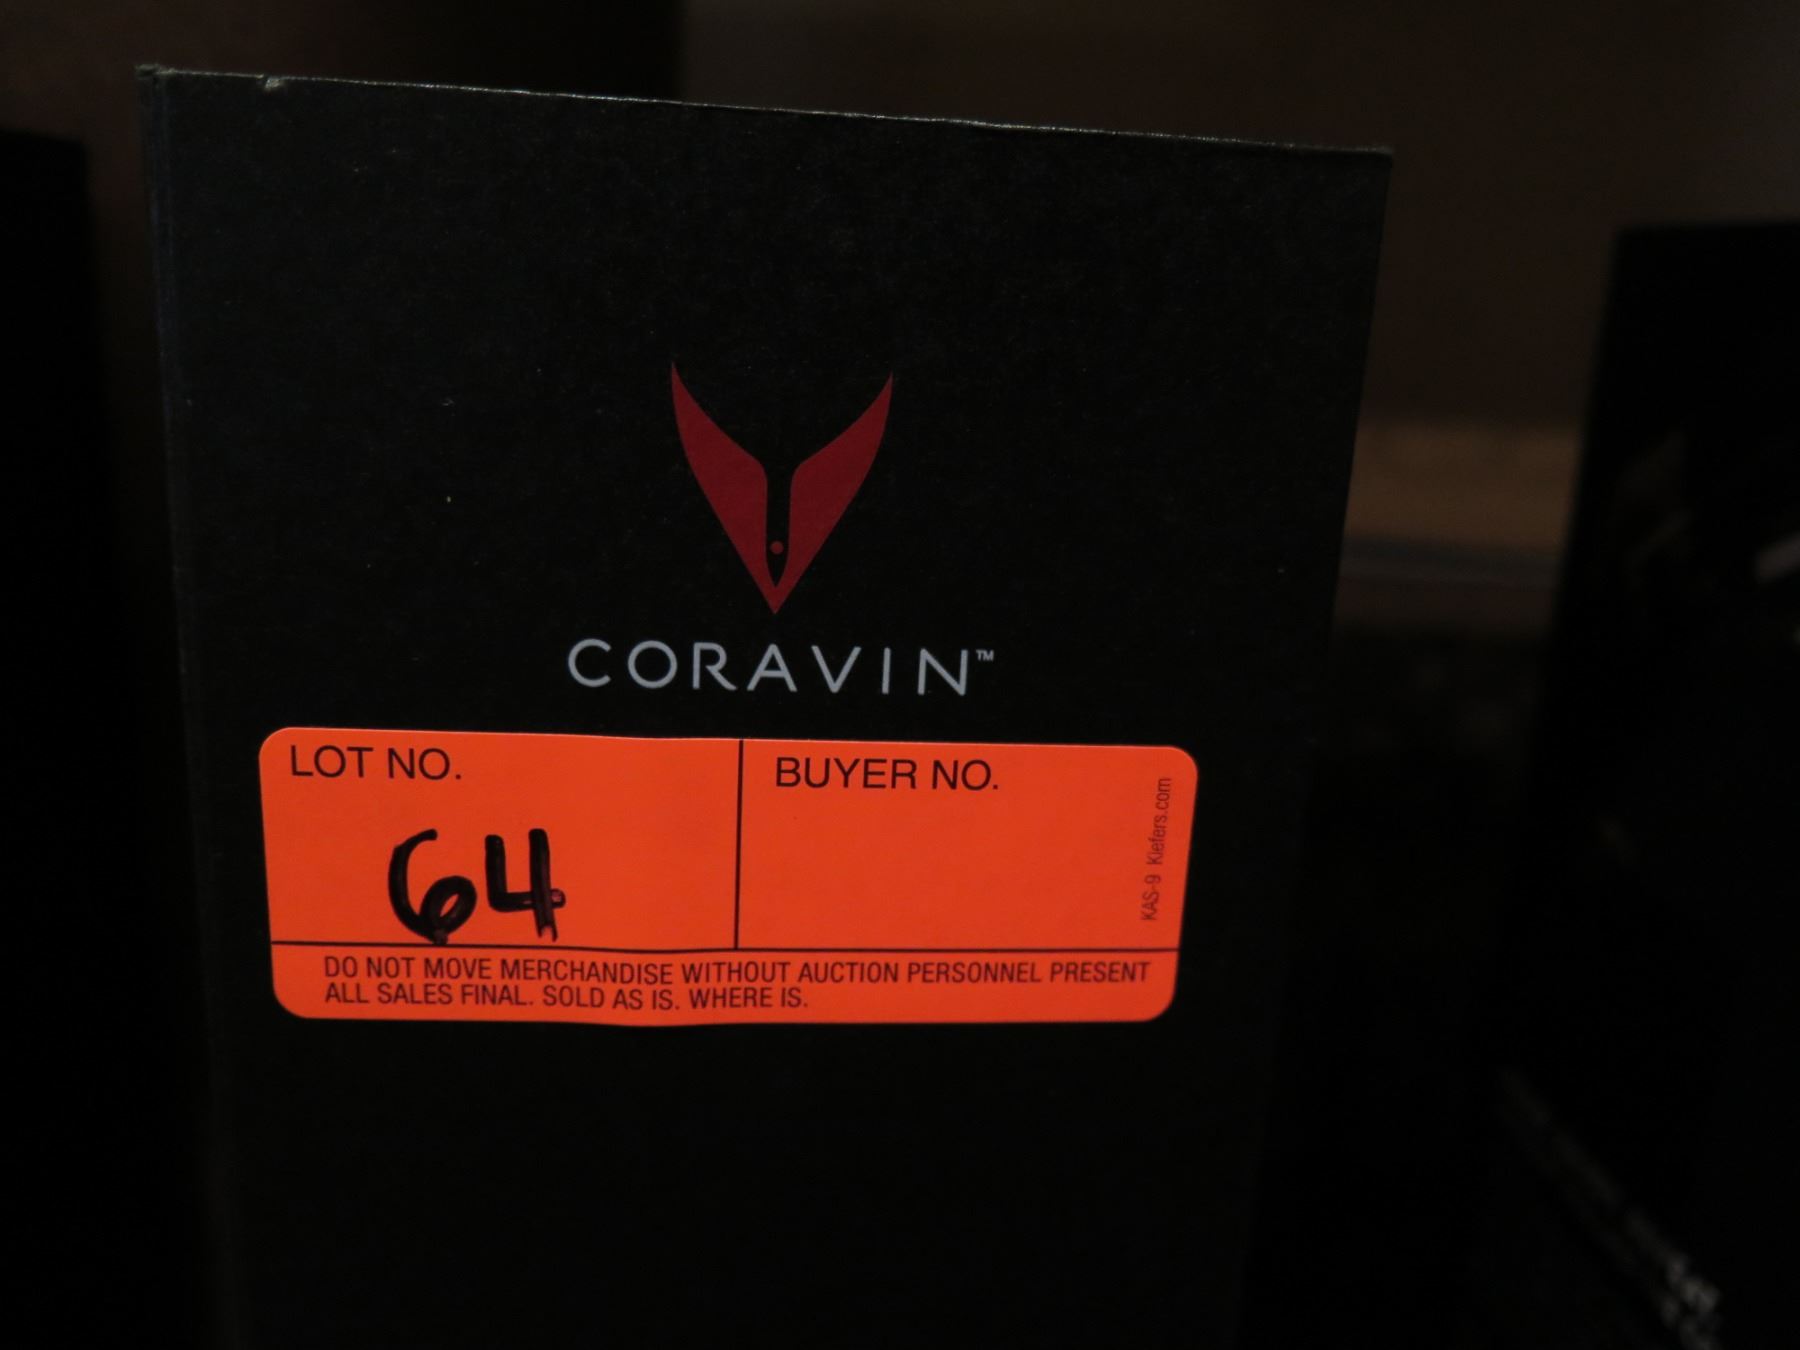 CORAVIN™
LOT NO.
64
BUYER NO.
KAS-9 Kiefers.com
DO NOT MOVE MERCHANDISE WITHOUT AUCTION PERSONNEL PRESENT
ALL SALES FINAL. SOLD AS IS. WHERE IS.